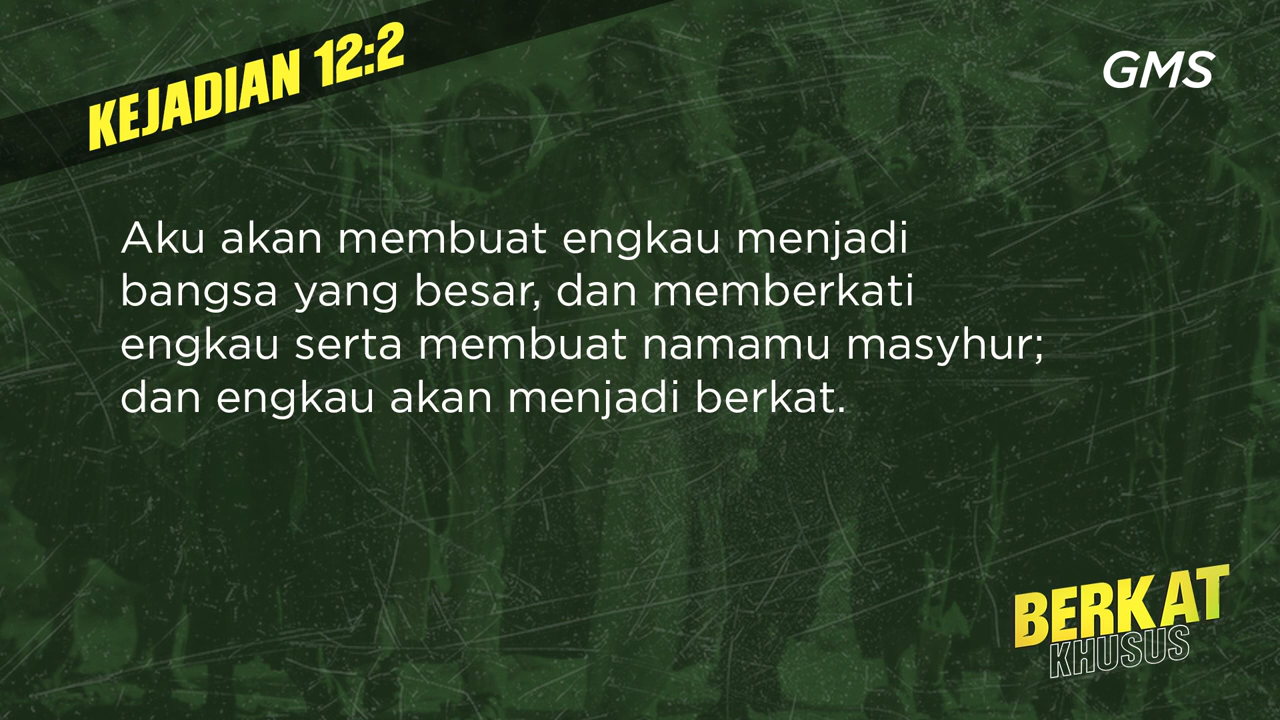 KEJADIAN 12:2
GMS
Aku akan membuat engkau menjadi
bangsa yang besar, dan memberkati
engkau serta membuat namamu masyhur;
dan engkau akan menjadi berkat.
BERKAT
KHUSUS